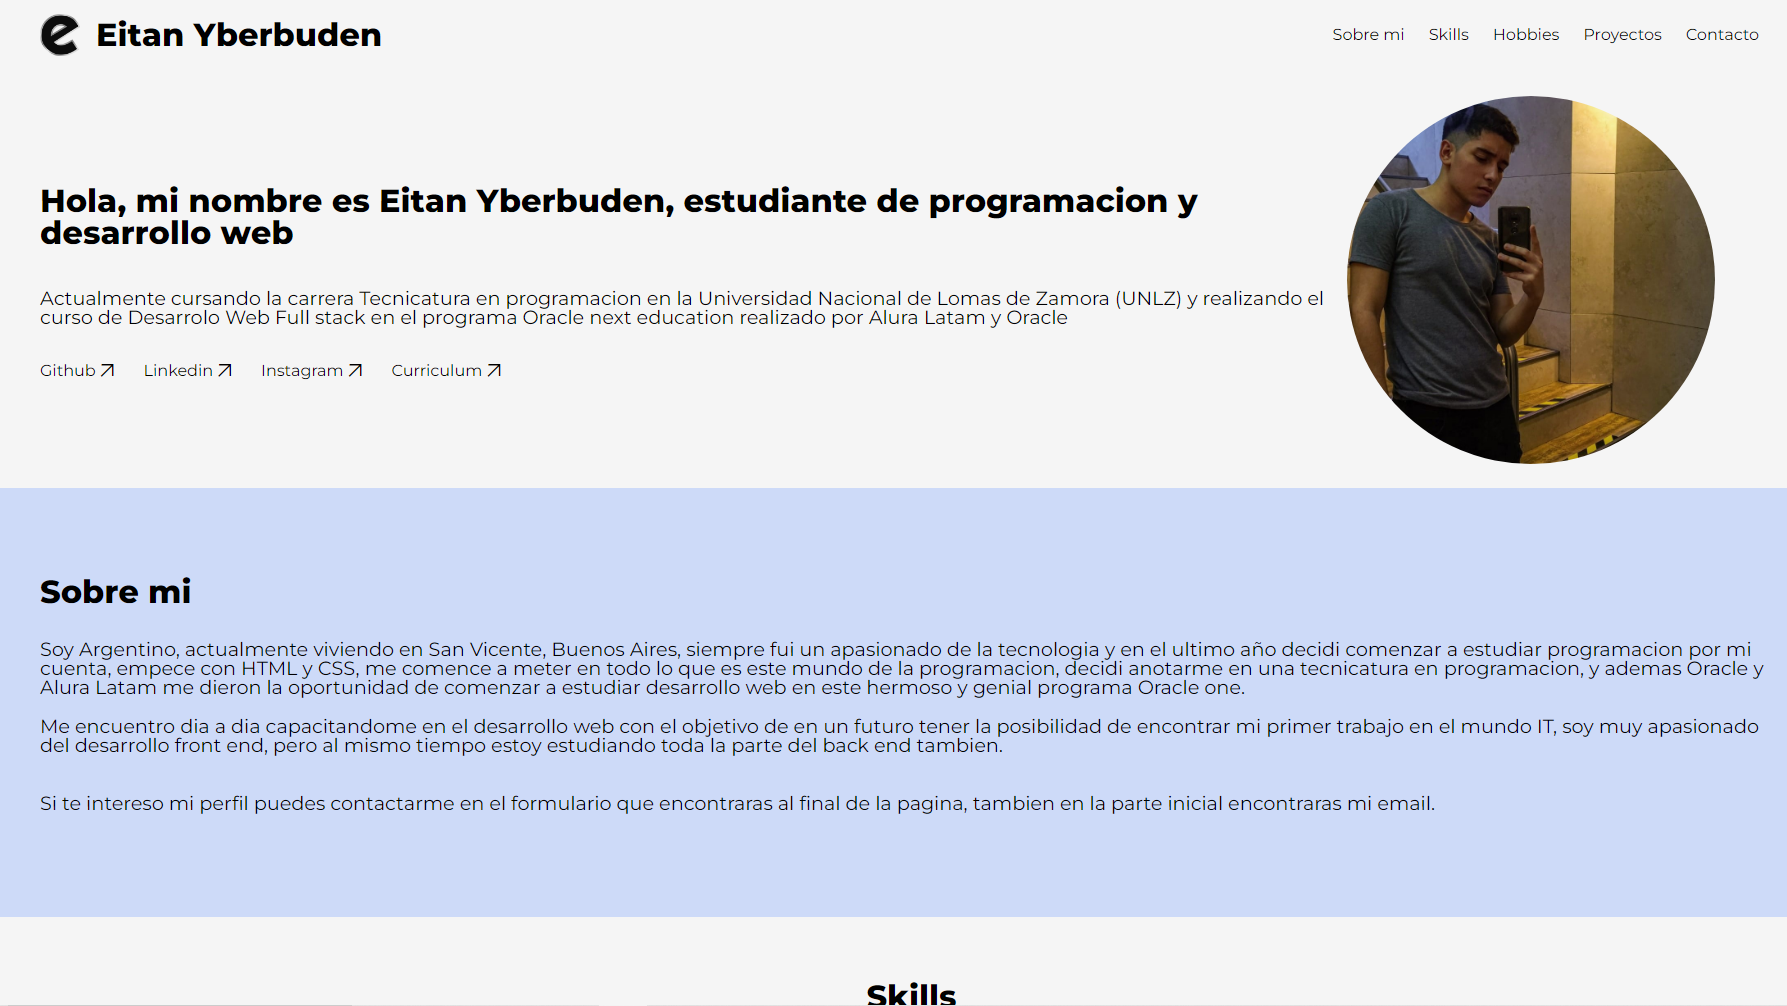 e Eitan Yberbuden
Sobre mi Skills Hobbies Proyectos Contacto
Hola, mi nombre es Eitan Yberbuden, estudiante de programacion y
desarrollo web
Actualmente cursando la carrera Tecnicatura en programacion en la Universidad Nacional de Lomas de Zamora (UNLZ) y realizando el
curso de Desarrolo Web Full stack en el programa Oracle next education realizado por Alura Latam y Oracle
Github Linkedin Instagram Curriculum
Sobre mi
Soy Argentino, actualmente viviendo en San Vicente, Buenos Aires, siempre fui un apasionado de la tecnologia y en el ultimo año decidi comenzar a estudiar programacion por mi
cuenta, empece con HTML y CSS, me comence a meter en todo lo que es este mundo de la programacion, decidi anotarme en una tecnicatura en programacion, y ademas Oracle y
Alura Latam me dieron la oportunidad de comenzar a estudiar desarrollo web en este hermoso y genial programa Oracle one.
Me encuentro dia a dia capacitandome en el desarrollo web con el objetivo de en un futuro tener la posibilidad de encontrar mi primer trabajo en el mundo IT, soy muy apasionado
del desarrollo front end, pero al mismo tiempo estoy estudiando toda la parte del back end tambien.
Si te intereso mi perfil puedes contactarme en el formulario que encontraras al final de la pagina, tambien en la parte inicial encontraras mi email.
Skills